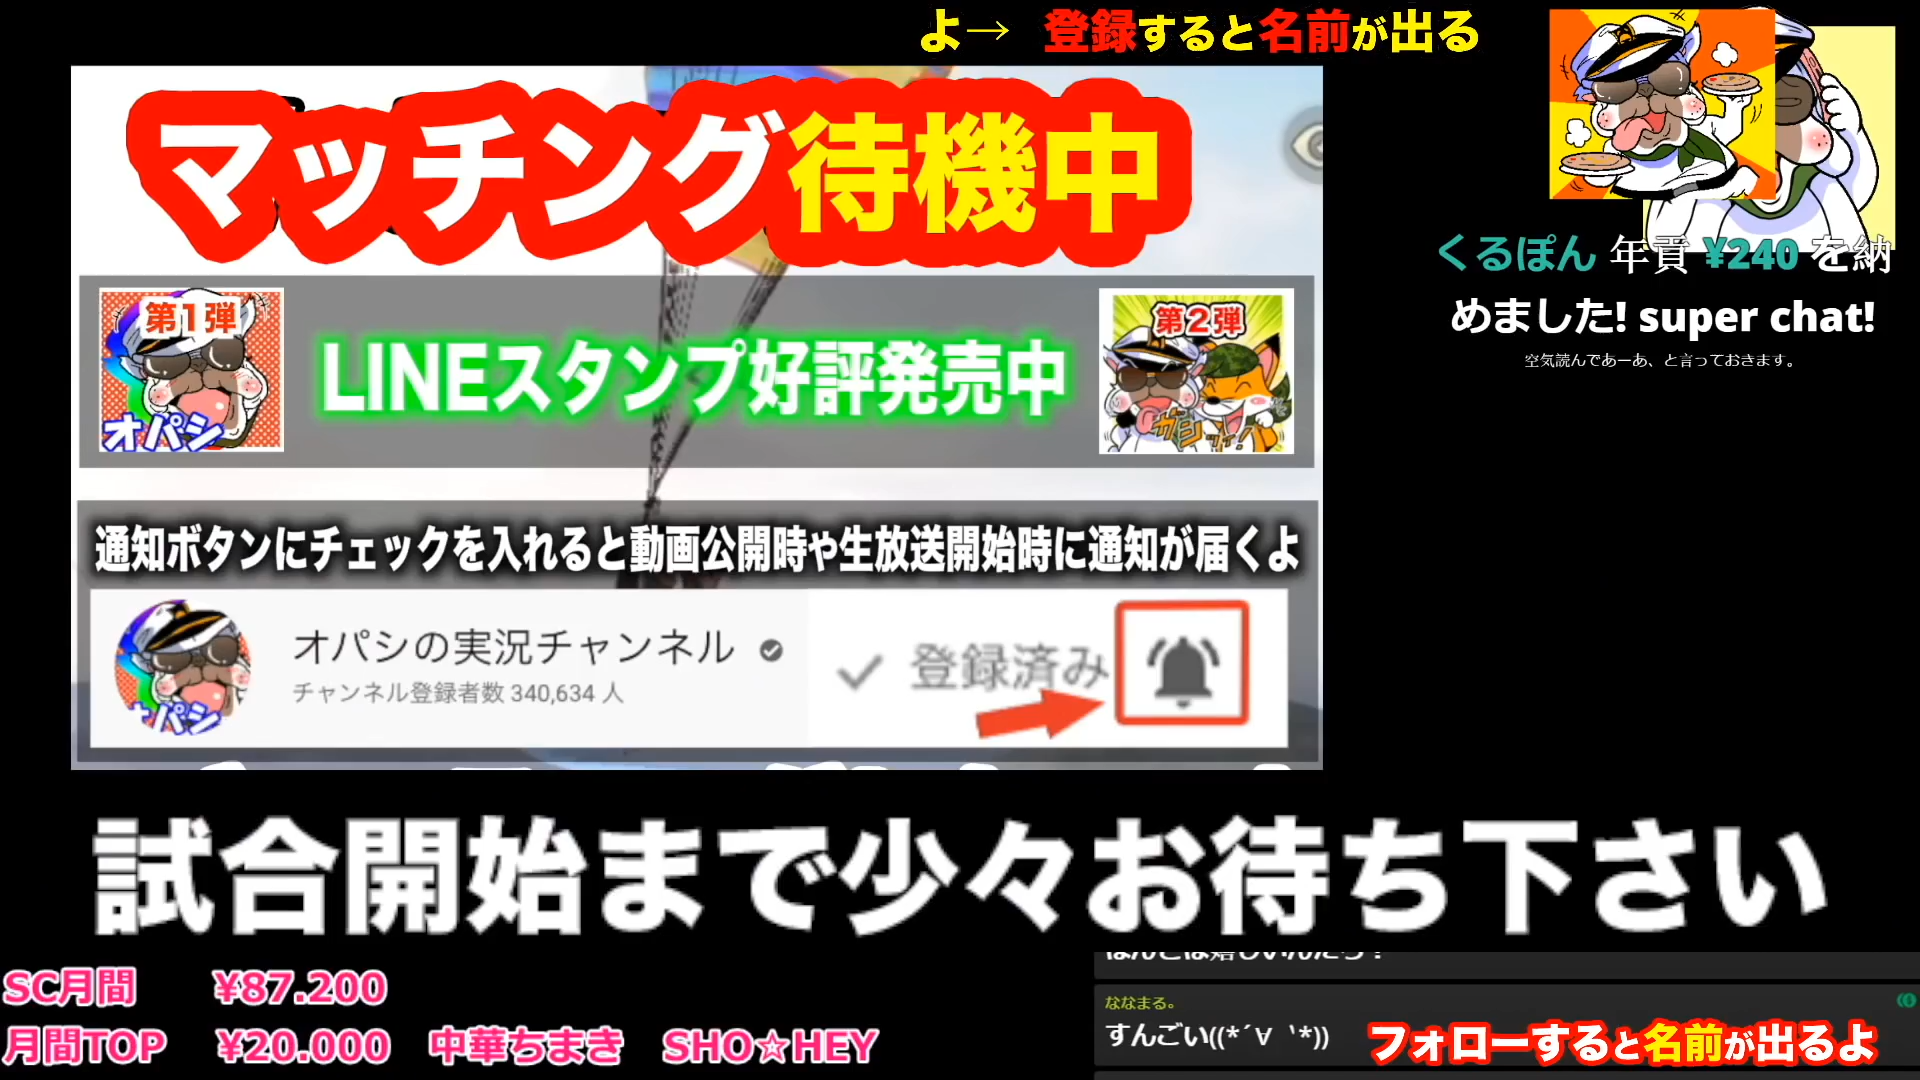 よ→ 登録すると名前が出る
マッチング待機中
第1弾
オパシ
LINEスタンプ好評発売中
第2弾
ガシッィ!
通知ボタンにチェックを入れると動画公開時や生放送開始時に通知が届くよ
オパシ
オパシの実況チャンネル
チャンネル登録者数 340,634 人
登録済み
くるぽん 年貢 ¥240 を納
めました! super chat!
空気読んであーあ、と言っておきます。
試合開始まで少々お待ち下さい
SC月間 ¥87.200
月間TOP ¥20.000 中華ちまき SHO☆HEY
ななまる。
すんごい((*´∀｀*))
フォローすると名前が出るよ